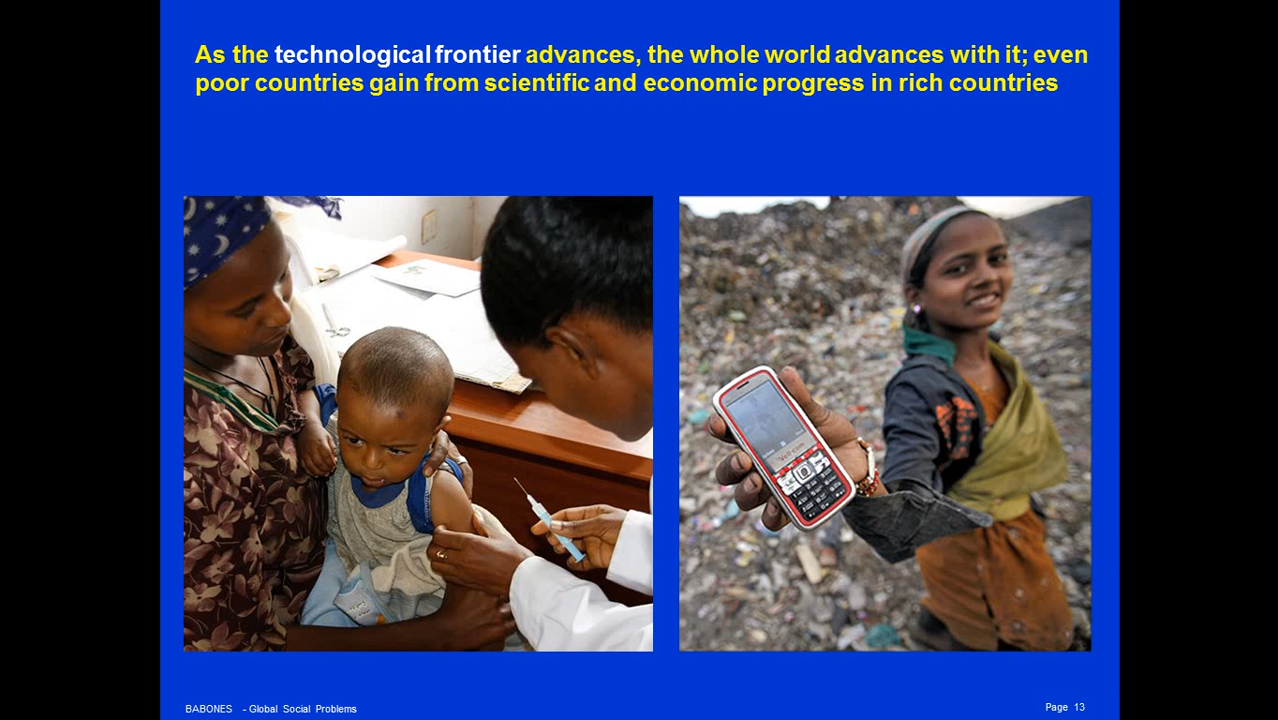 As the technological frontier advances, the whole world advances with it; even
poor countries gain from scientific and economic progress in rich countries
BABONES - Global Social Problems
Page 13